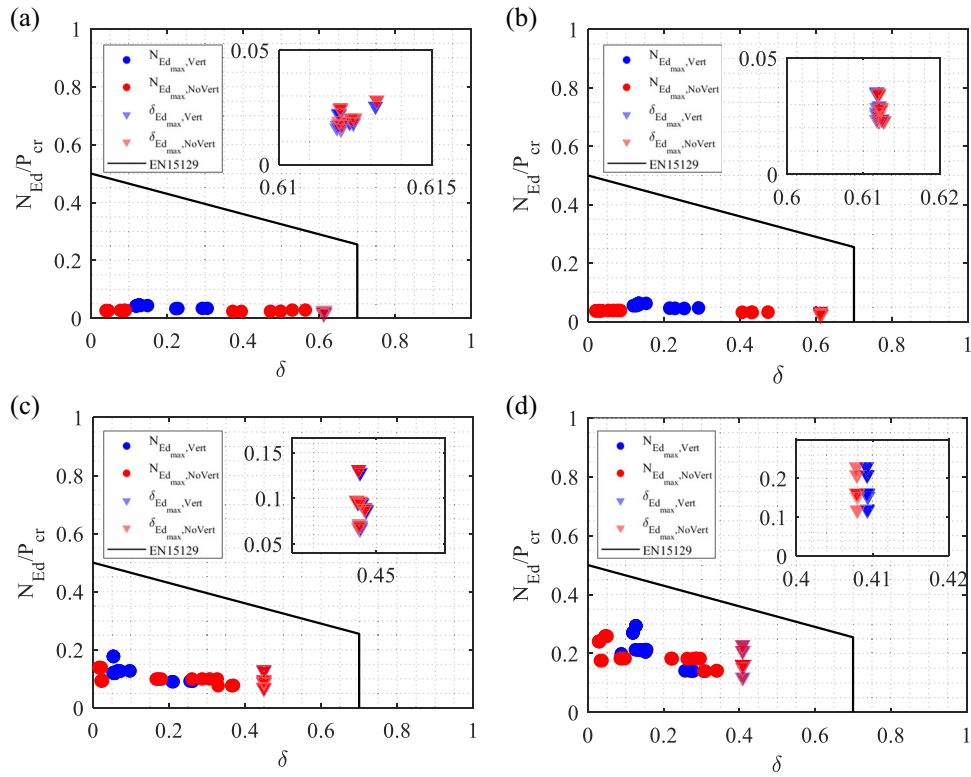 (a)
1
0.8
0.6
0.4
0.2
0
N_Ed/P_cr
N_Ed_max,Vert
N_Ed_max,NoVert
δ_Ed_max,Vert
δ_Ed_max,NoVert
EN15129
0.05
0
0.61 0.615
0 0.2 0.4 0.6 0.8 1
δ
(b)
1
0.8
0.6
0.4
0.2
0
N_Ed/P_cr
N_Ed_max,Vert
N_Ed_max,NoVert
δ_Ed_max,Vert
δ_Ed_max,NoVert
EN15129
0.05
0
0.6 0.61 0.62
0 0.2 0.4 0.6 0.8 1
δ
(c)
1
0.8
0.6
0.4
0.2
0
N_Ed/P_cr
N_Ed_max,Vert
N_Ed_max,NoVert
δ_Ed_max,Vert
δ_Ed_max,NoVert
EN15129
0.15
0.1
0.05
0.45
0 0.2 0.4 0.6 0.8 1
δ
(d)
1
0.8
0.6
0.4
0.2
0
N_Ed/P_cr
N_Ed_max,Vert
N_Ed_max,NoVert
δ_Ed_max,Vert
δ_Ed_max,NoVert
EN15129
0.2
0.1
0
0.4 0.41 0.42
0 0.2 0.4 0.6 0.8 1
δ